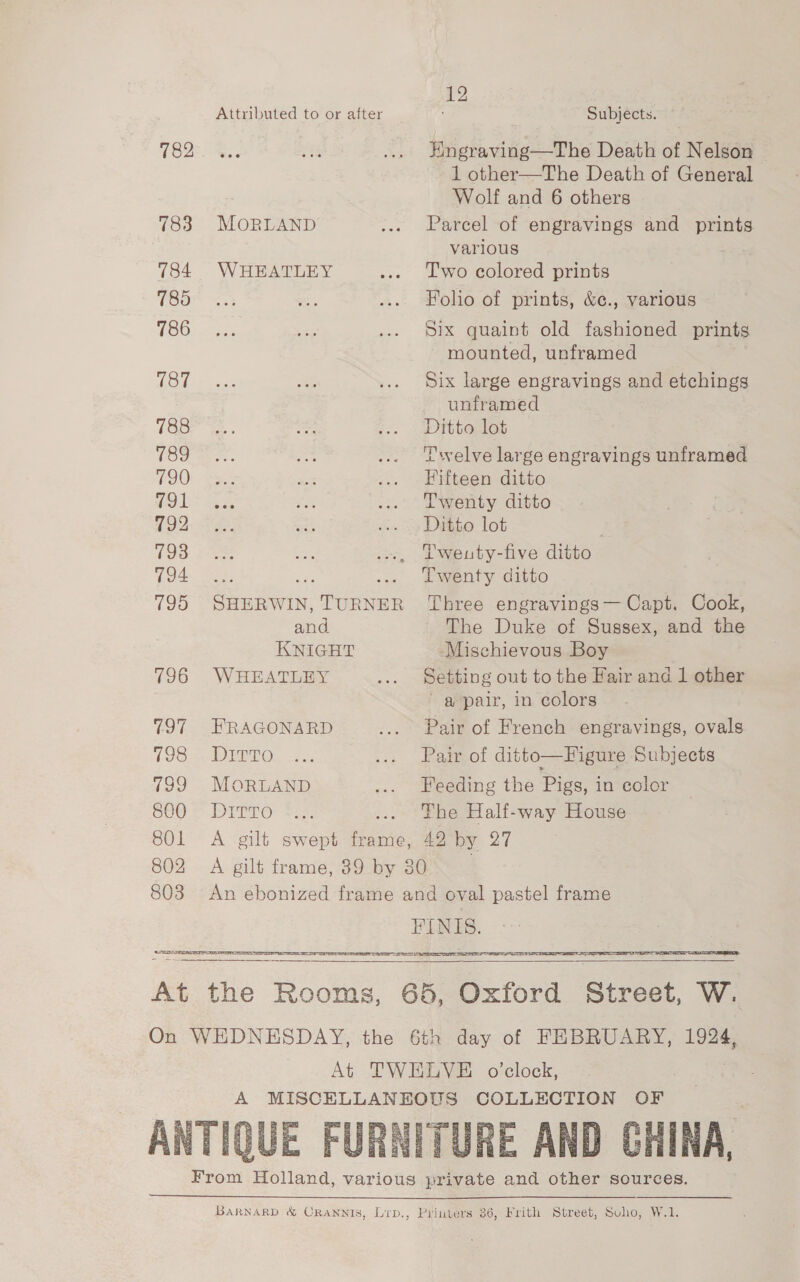 12
Attributed to or after Subjects.
782 ... ... ... Engraving—The Death of Nelson
1 other—The Death of General
Wolf and 6 others
783 MORLAND ... Parcel of engravings and prints
various
784 WHEATLEY ... Two colored prints
785 ... ... ... Folio of prints, &c., various
786 ... ... ... Six quaint old fashioned prints
mounted, unframed
787 ... ... ... Six large engravings and etchings
unframed
788 ... ... ... Ditto lot
789 ... ... ... Twelve large engravings unframed
790 ... ... ... Fifteen ditto
791 ... ... ... Twenty ditto
792 ... ... ... Ditto lot
793 ... ... ... Twenty-five ditto
794 ... ... ... Twenty ditto
795 SHERWIN, TURNER Three engravings—Capt. Cook,
and The Duke of Sussex, and the
KNIGHT Mischievous Boy
796 WHEATLEY ... Setting out to the Fair and 1 other
a pair, in colors
797 FRAGONARD ... Pair of French engravings, ovals
798 DITTO ... ... Pair of ditto—Figure Subjects
799 MORLAND ... Feeding the Pigs, in color
800 DITTO ... ... The Half-way House
801 A gilt swept frame, 42 by 27
802 A gilt frame, 39 by 30
803 An ebonized frame and oval pastel frame
FINIS.
At the Rooms, 65, Oxford Street, W.
On WEDNESDAY, the 6th day of FEBRUARY, 1924,
At TWELVE o'clock,
A MISCELLANEOUS COLLECTION OF
ANTIQUE FURNITURE AND CHINA,
From Holland, various private and other sources.
BARNARD & CRANNIS, LTD., Printers 36, Frith Street, Soho, W.1.